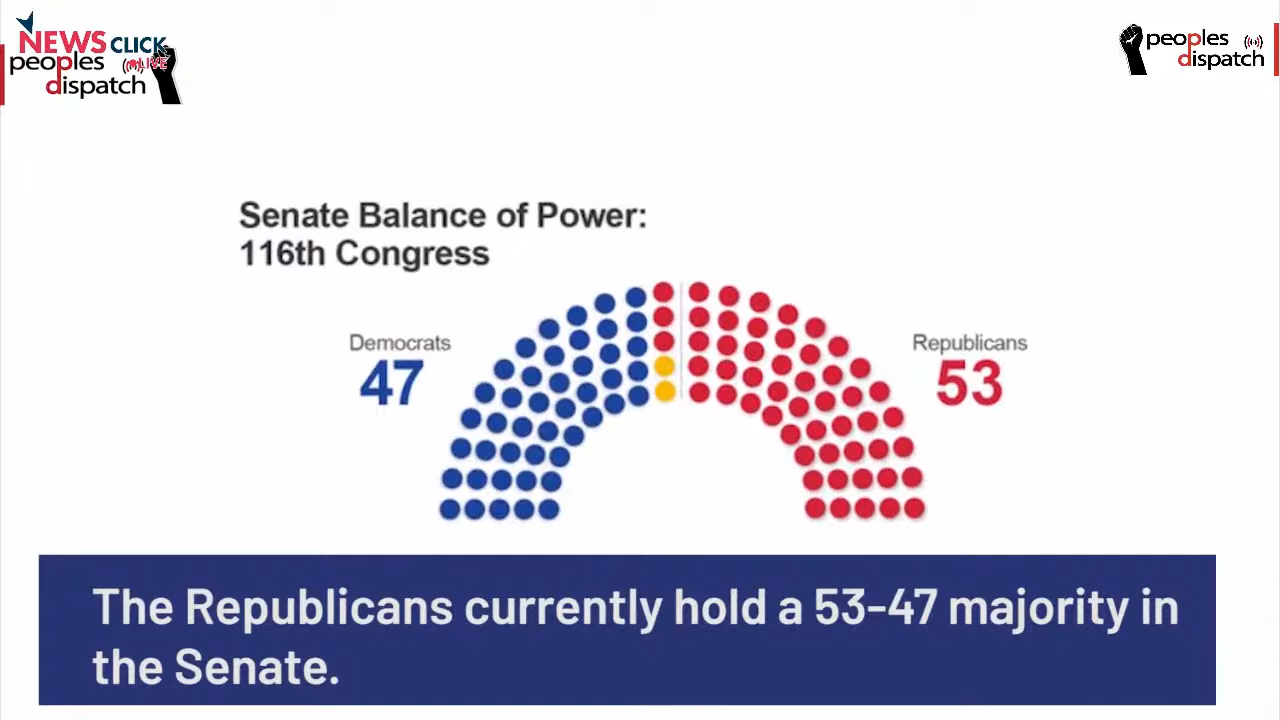 NEWS CLICK
peoples
LIVE
dispatch
peoples
dispatch
Senate Balance of Power:
116th Congress
Democrats
47
Republicans
53
The Republicans currently hold a 53-47 majority in
the Senate.